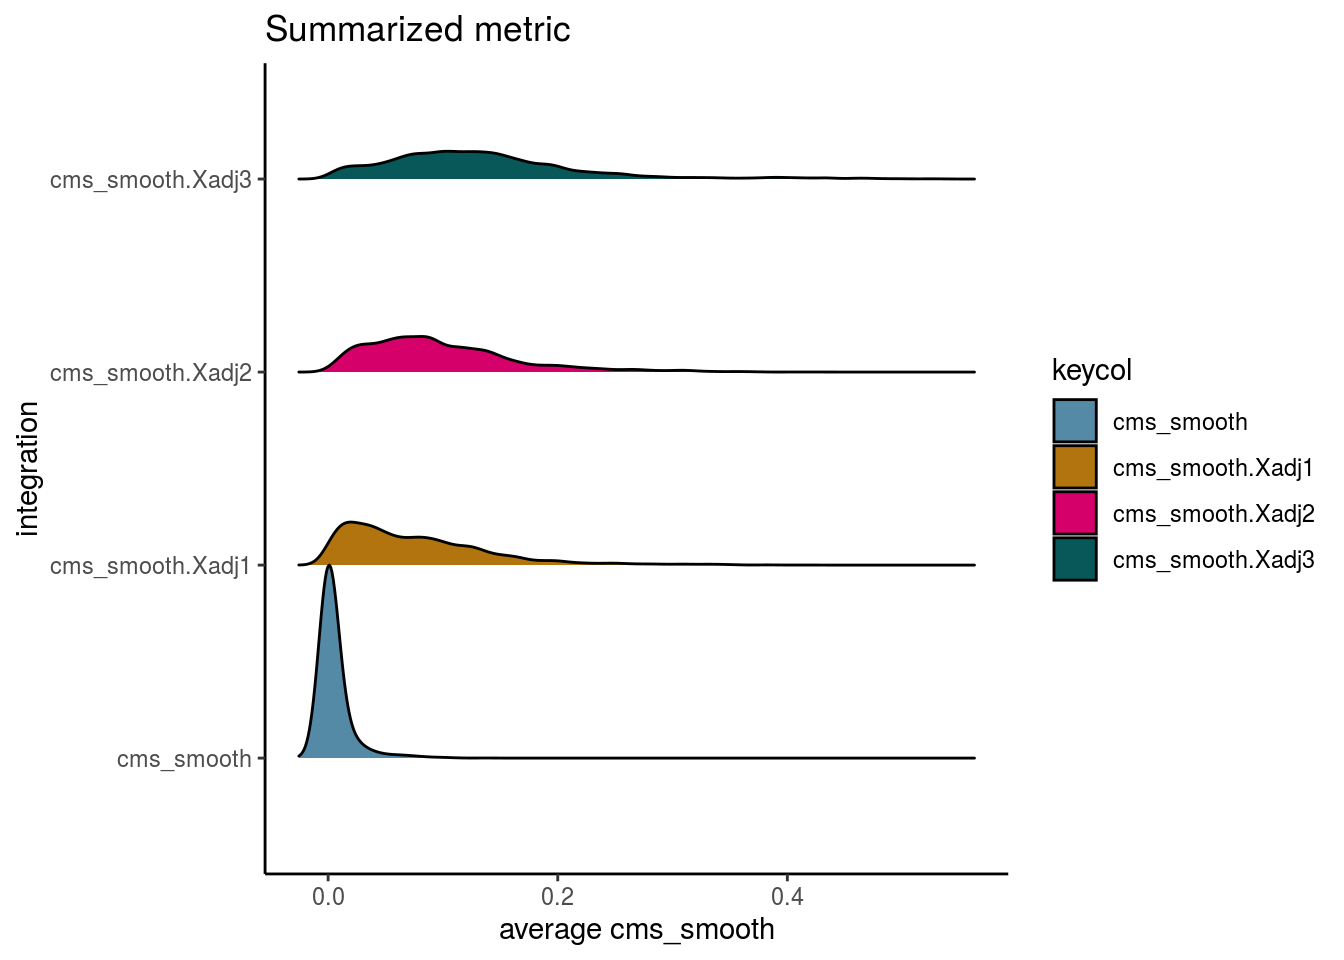 Summarized metric
cms_smooth.Xadj3
cms_smooth.Xadj2
cms_smooth.Xadj1
cms_smooth
integration
0.0 0.2 0.4
average cms_smooth
keycol
cms_smooth
cms_smooth.Xadj1
cms_smooth.Xadj2
cms_smooth.Xadj3